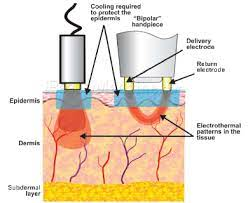 Cooling required
to protect the
epidermis
"Bipolar"
handpiece
Delivery
electrode
Return
electrode
Epidermis
Electrothermal
patterns in the
tissue
Dermis
Subdermal
layer